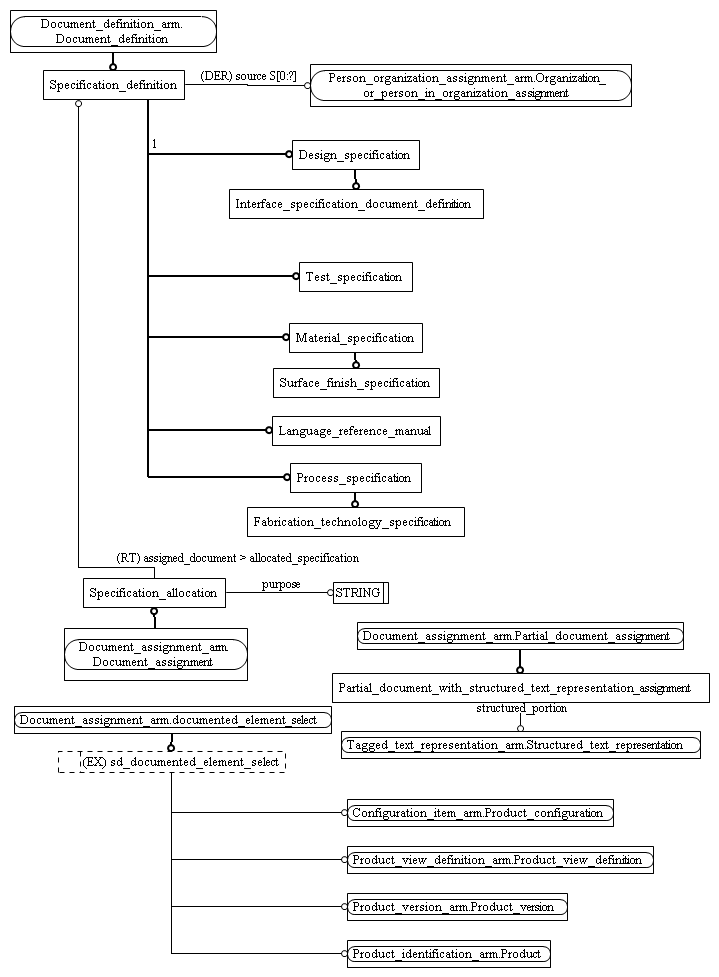 Document_definition_arm.
Document_definition
Specification_definition
(DER) source S[0:?]
Person_organization_assignment_arm.Organization_
or_person_in_organization_assignment
1
Design_specification
Interface_specification_document_definition
Test_specification
Material_specification
Surface_finish_specification
Language_reference_manual
Process_specification
Fabrication_technology_specification
(RT) assigned_document > allocated_specification
Specification_allocation
purpose
STRING
Document_assignment_arm.
Document_assignment
Document_assignment_arm.Partial_document_assignment
Partial_document_with_structured_text_representation_assignment
structured_portion
Tagged_text_representation_arm.Structured_text_representation
Document_assignment_arm.documented_element_select
(EX) sd_documented_element_select
Configuration_item_arm.Product_configuration
Product_view_definition_arm.Product_view_definition
Product_version_arm.Product_version
Product_identification_arm.Product